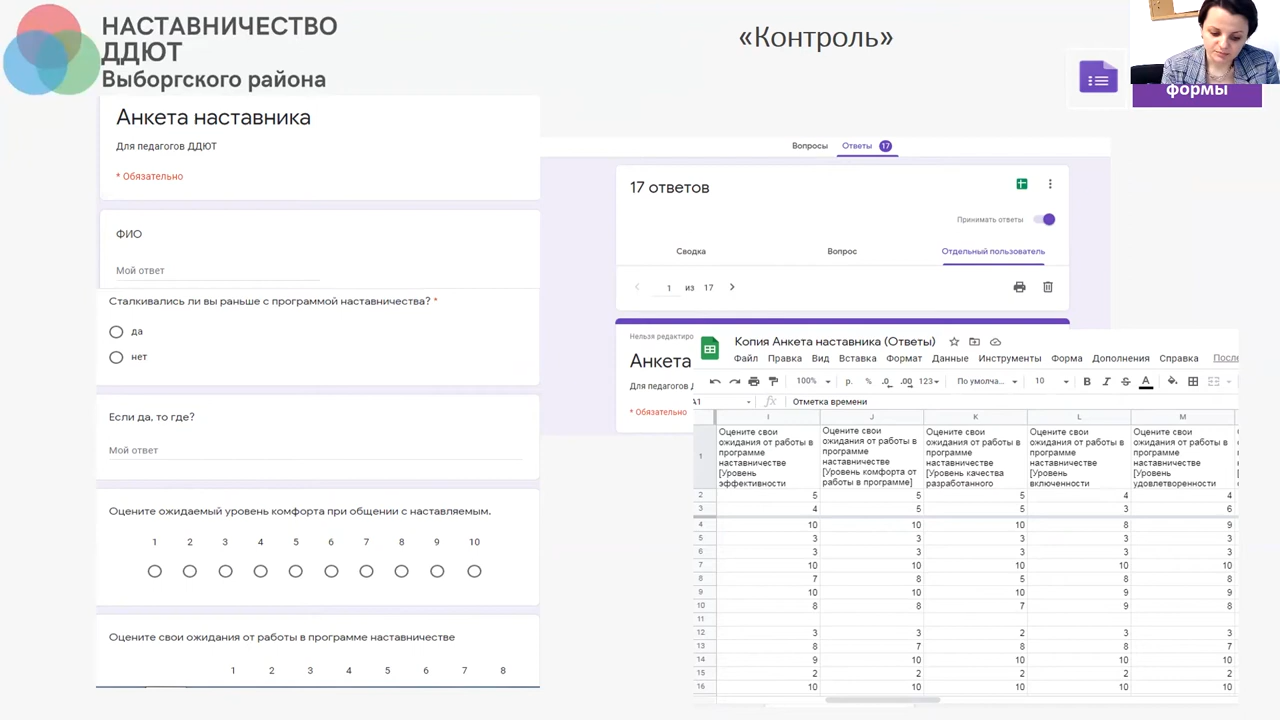 НАСТАВНИЧЕСТВО
ДДЮТ
Выборгского района
«Контроль»
формы
Анкета наставника
Для педагогов ДДЮТ
* Обязательно
ФИО
Мой ответ
Сталкивались ли вы раньше с программой наставничества? *
да
нет
Если да, то где?
Мой ответ
Оцените ожидаемый уровень комфорта при общении с наставляемым.
1 2 3 4 5 6 7 8 9 10
Оцените свои ожидания от работы в программе наставничестве
1 2 3 4 5 6 7 8
Вопросы Ответы 17
17 ответов
Принимать ответы
Сводка Вопрос Отдельный пользователь
1 из 17
Нельзя редактиро
Анкета
Для педагогов Д
* Обязательно
Копия Анкета наставника (Ответы)
Файл Правка Вид Вставка Формат Данные Инструменты Форма Дополнения Справка После
100% р. % .0 .00 123 По умолча... 10 B I S A
A1 fx Отметка времени
I J K L M
1
Оцените свои
ожидания от работы в
программе
наставничестве
[Уровень
эффективности
Оцените свои
ожидания от работы в
программе
наставничестве
[Уровень комфорта от
работы в программе]
Оцените свои
ожидания от работы в
программе
наставничестве
[Уровень качества
разработанного
Оцените свои
ожидания от работы в
программе
наставничестве
[Уровень
включенности
Оцените свои
ожидания от работы в
программе
наставничестве
[Уровень
удовлетворенности
2 5 5 5 4 4
3 4 5 5 3 6
4 10 10 10 8 9
5 3 3 3 3 3
6 3 3 3 3 3
7 10 10 10 10 10
8 7 8 5 8 8
9 10 10 10 9 9
10 8 8 7 9 8
11
12 3 3 2 3 3
13 8 7 8 8 7
14 9 10 10 10 10
15 2 2 2 2 2
16 10 10 10 10 10